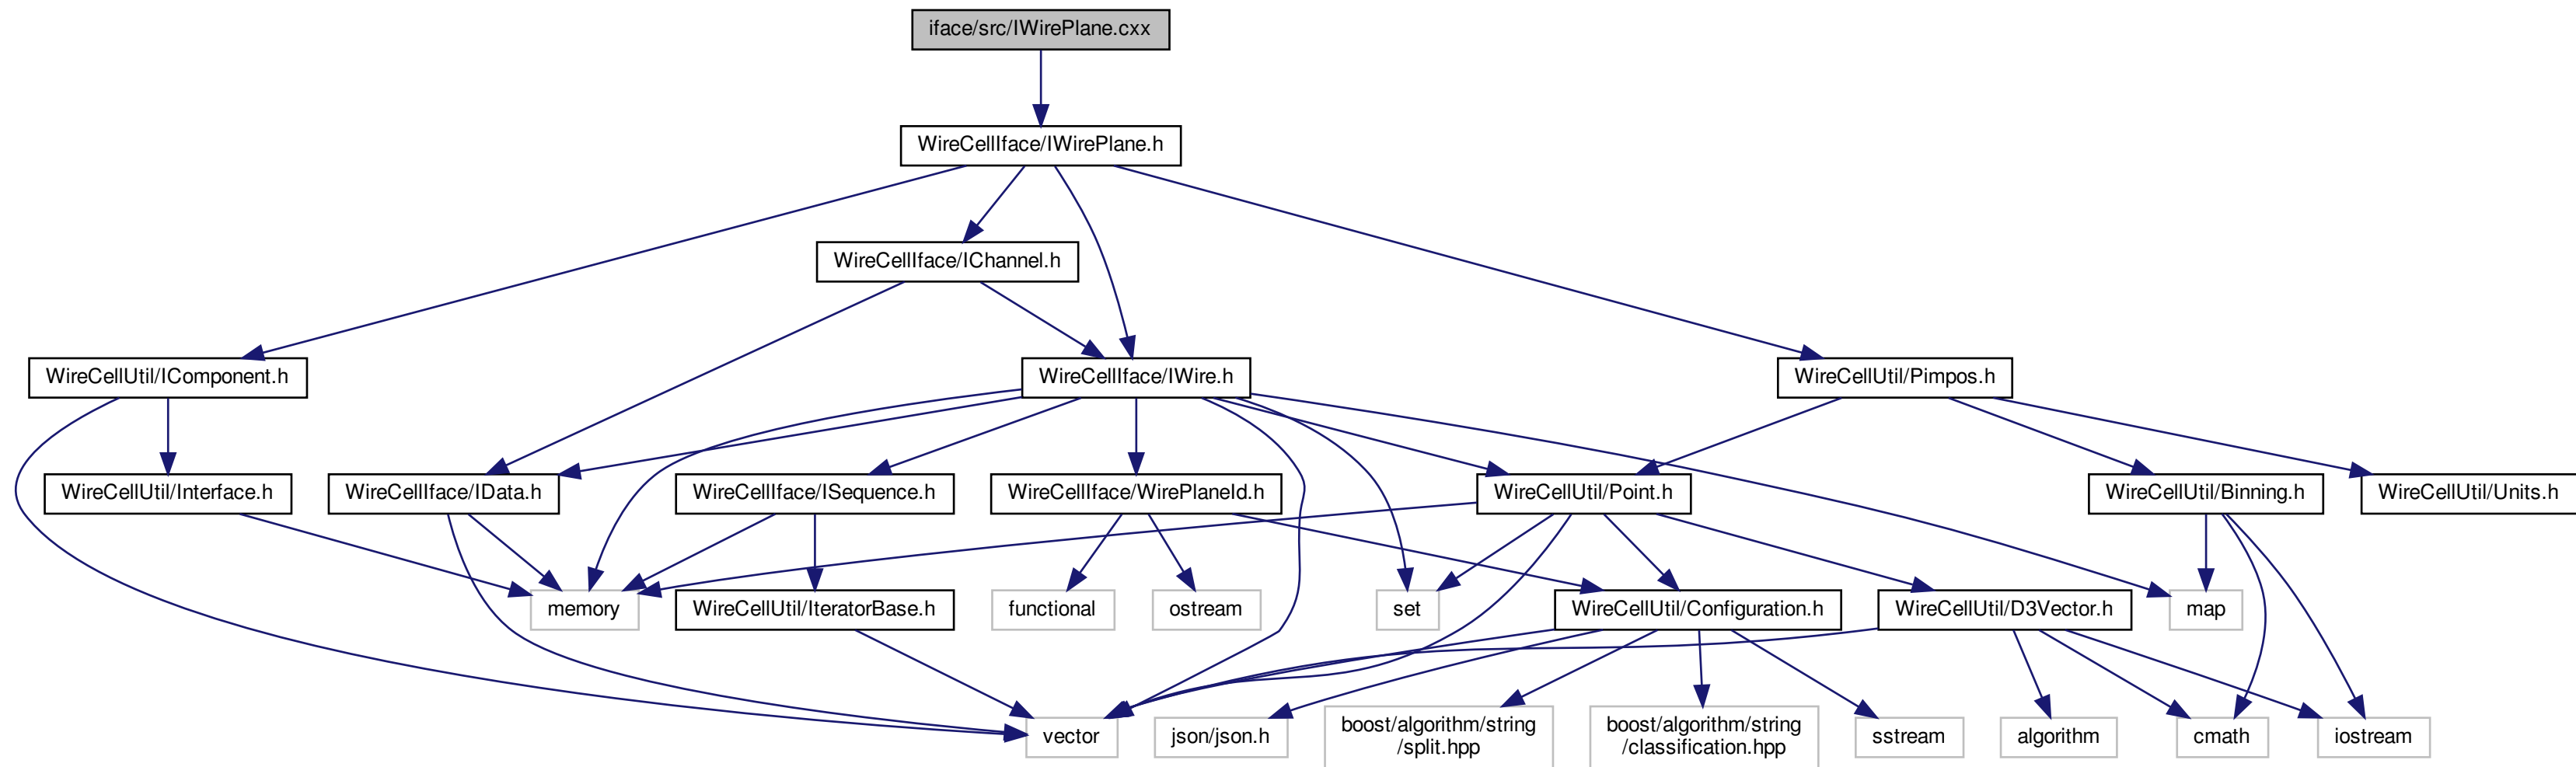 iface/src/IWirePlane.cxx
WireCellIface/IWirePlane.h
WireCellIface/IChannel.h
WireCellUtil/IComponent.h
WireCellIface/IWire.h
WireCellUtil/Pimpos.h
WireCellUtil/Interface.h
WireCellIface/IData.h
WireCellIface/ISequence.h
WireCellIface/WirePlaneId.h
WireCellUtil/Point.h
WireCellUtil/Binning.h
WireCellUtil/Units.h
memory
WireCellUtil/IteratorBase.h
functional
ostream
set
WireCellUtil/Configuration.h
WireCellUtil/D3Vector.h
map
vector
json/json.h
boost/algorithm/string
/split.hpp
boost/algorithm/string
/classification.hpp
sstream
algorithm
cmath
iostream